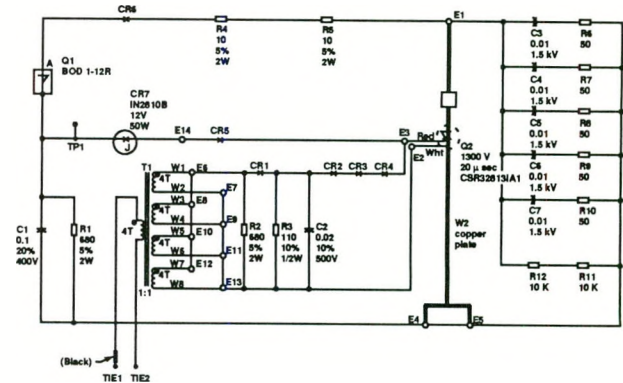 CR6
R4
10
5%
2W
R5
10
5%
2W
E1
A
Q1
BOD 1-12R
CR7
IN2810B
12V
50W
J
TP1
E14
CR5
E3
Red
Wht
E2
Q2
1300 V
20 µ sec
CSR32813IA1
C3
0.01
1.5 kV
R6
50
C4
0.01
1.5 kV
R7
50
C5
0.01
1.5 kV
R8
50
C6
0.01
1.5 kV
R9
50
C7
0.01
1.5 kV
R10
50
R12
10 K
R11
10 K
T1
4T
1:1
W1
4T
W2
W3
4T
W4
W5
4T
W6
W7
4T
W8
E6
E7
E8
E9
E10
E11
E12
E13
CR1
CR2
CR3
CR4
R2
680
5%
2W
R3
110
10%
1/2W
C2
0.02
10%
500V
C1
0.1
20%
400V
R1
680
5%
2W
W2
copper
plate
E4
E5
(Black)
TIE1
TIE2